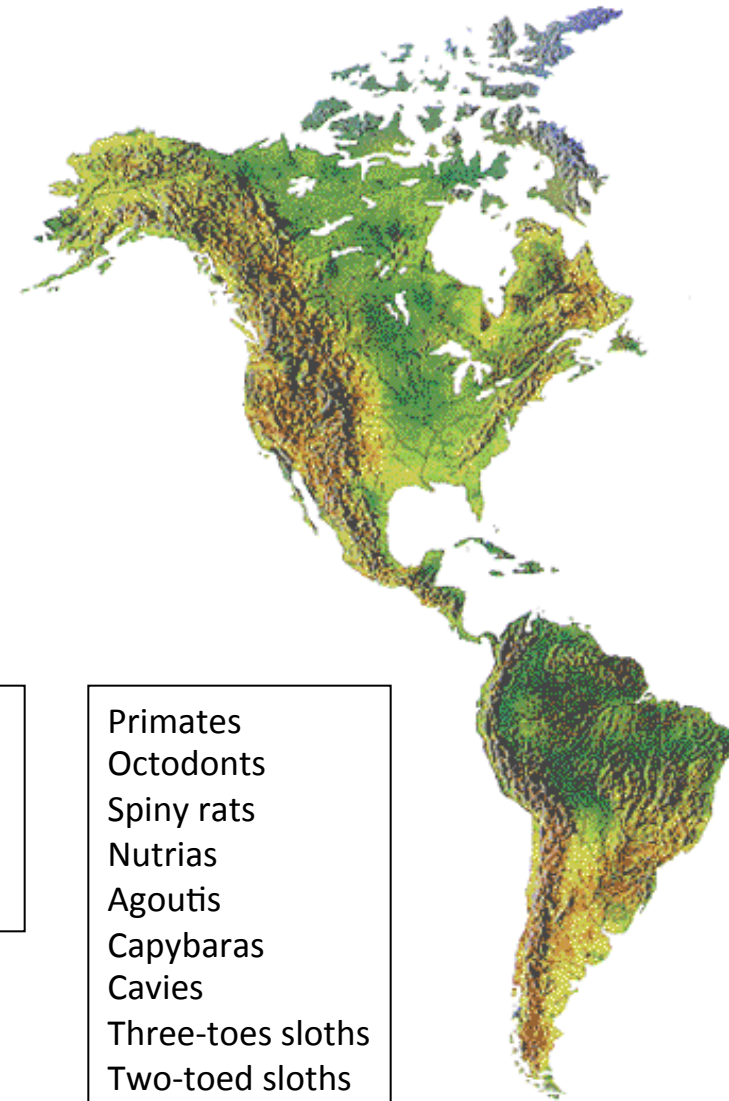 Primates
Octodonts
Spiny rats
Nutrias
Agoutis
Capybaras
Cavies
Three-toes sloths
Two-toed sloths